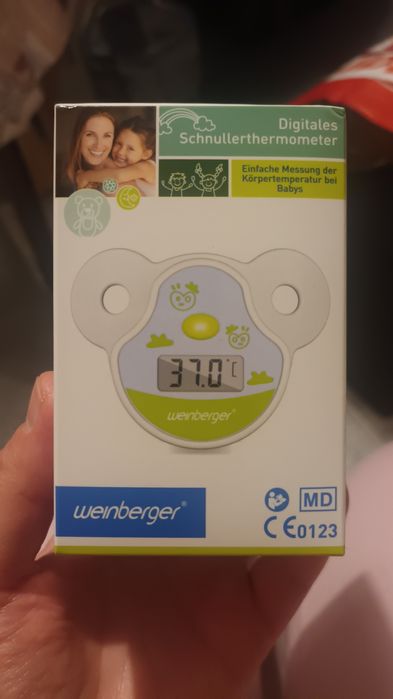 Digitales
Schnullerthermometer
Einfache Messung der
Körpertemperatur bei
Babys
37.0°C
weinberger®
weinberger®
MD
CE0123